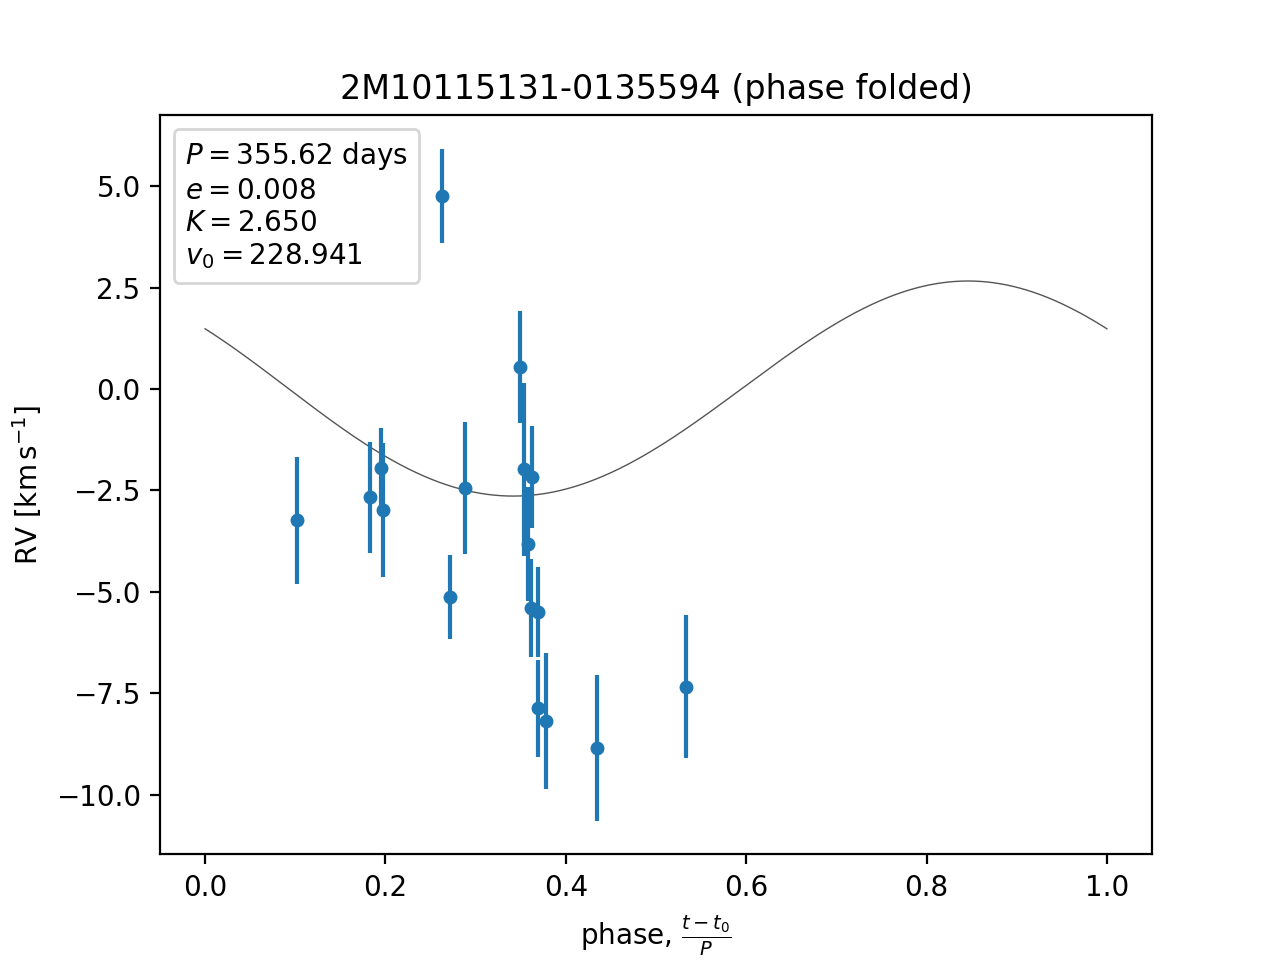 2M10115131-0135594 (phase folded)
P = 355.62 days
e = 0.008
K = 2.650
v₀ = 228.941
5.0
2.5
0.0
−2.5
−5.0
−7.5
−10.0
RV [km s⁻¹]
0.0 0.2 0.4 0.6 0.8 1.0
phase, (t − t₀)/P